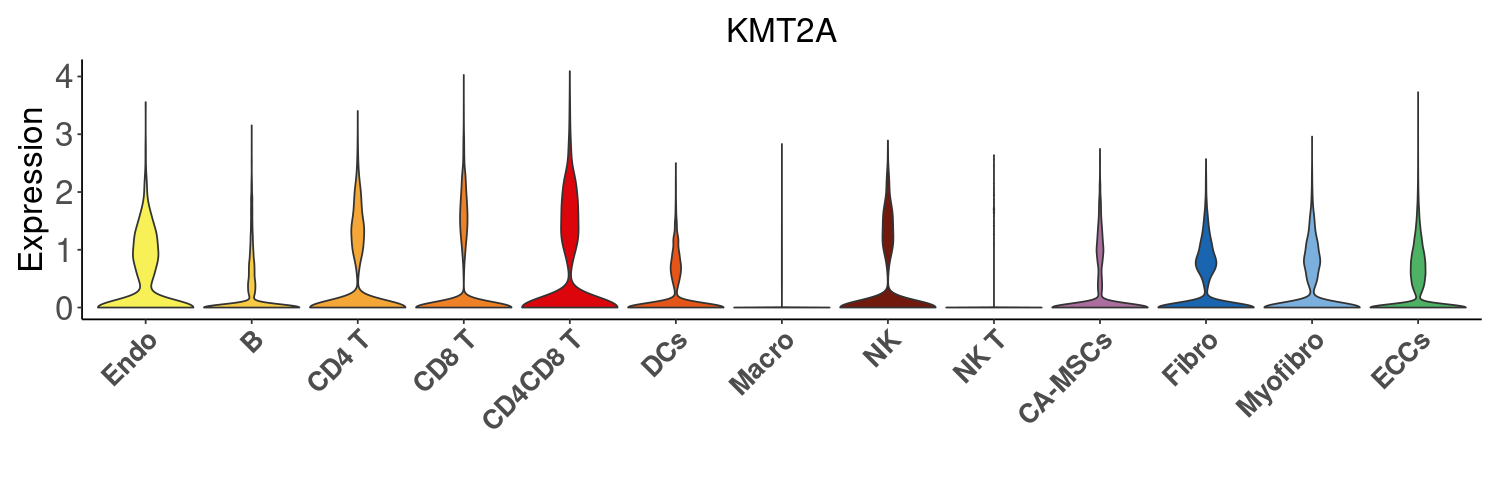 KMT2A
Expression
4
3
2
1
0
Endo
B
CD4 T
CD8 T
CD4CD8 T
DCs
Macro
NK
NK T
CA-MSCs
Fibro
Myofibro
ECCs